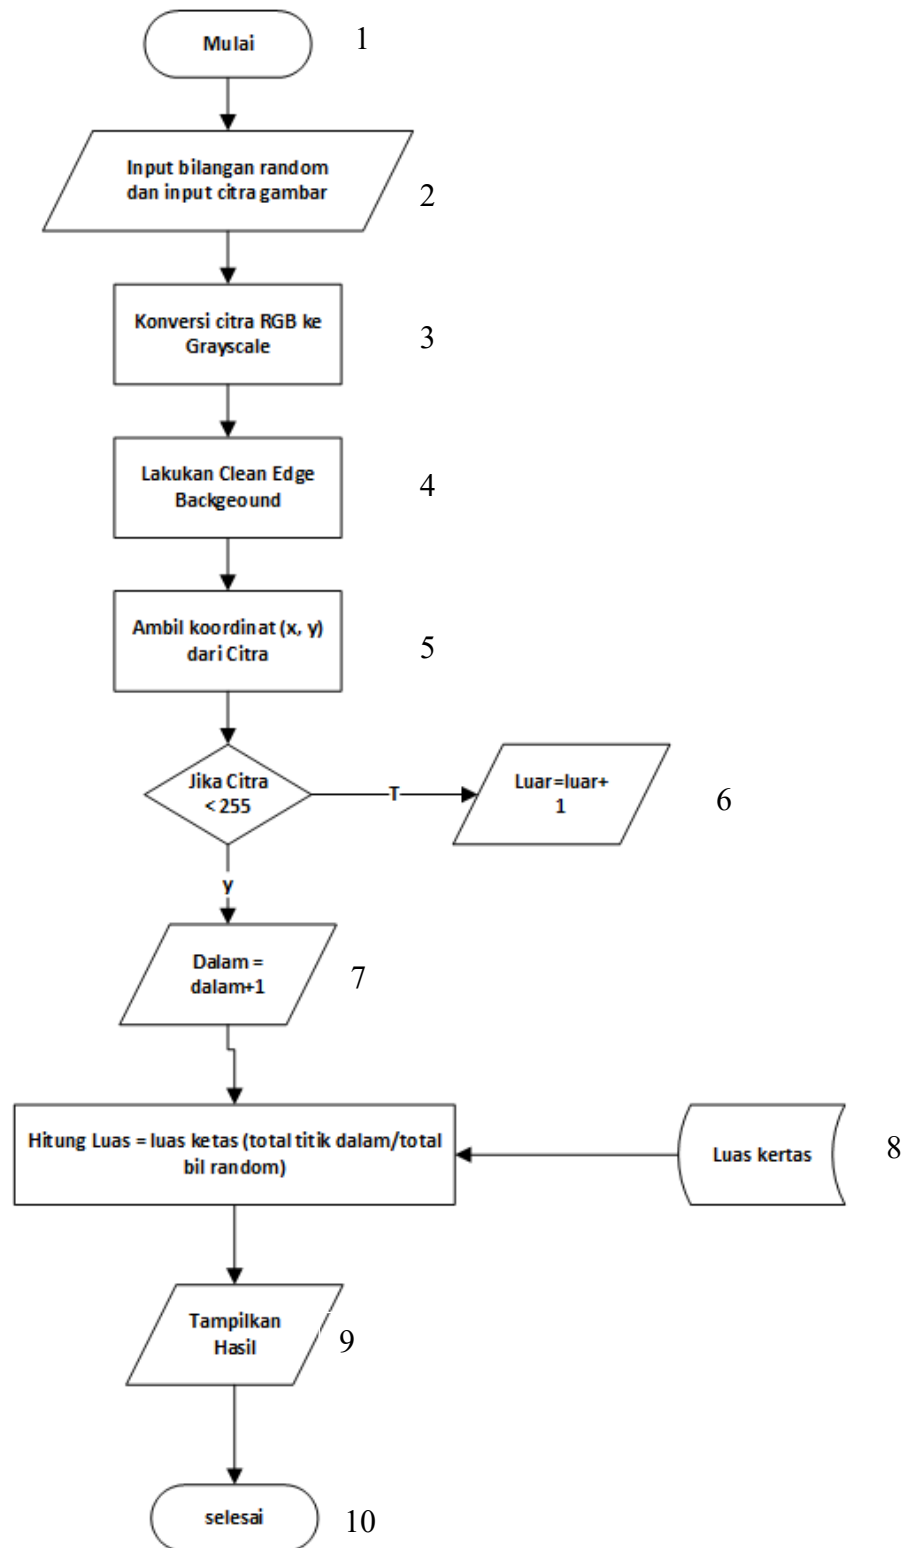 Mulai
1
Input bilangan random
dan input citra gambar
2
Konversi citra RGB ke
Grayscale
3
Lakukan Clean Edge
Backgeound
4
Ambil koordinat (x, y)
dari Citra
5
Jika Citra
< 255
T
Luar=luar+
1
6
y
Dalam =
dalam+1
7
Hitung Luas = luas ketas (total titik dalam/total
bil random)
Luas kertas
8
Tampilkan
Hasil
9
selesai
10